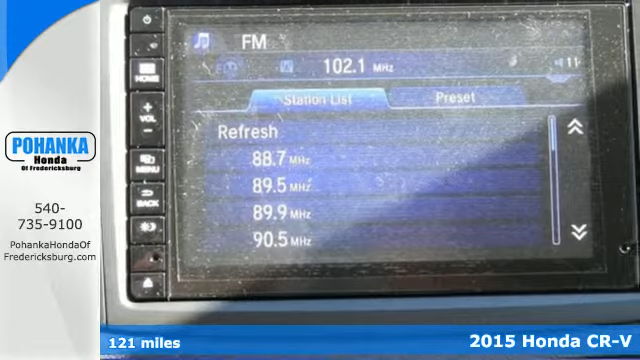 POHANKA
Honda
Of Fredericksburg
540-
735-9100
PohankaHondaOf
Fredericksburg.com
HOME
+
VOL
-
MENU
BACK
FM
102.1 MHz
11
Station List
Preset
Refresh
88.7 MHz
89.5 MHz
89.9 MHz
90.5 MHz
121 miles
2015 Honda CR-V